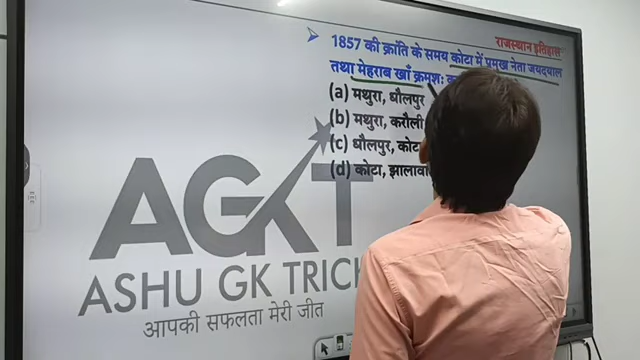 राजस्थान इतिहास
1857 की क्रांति के समय कोटा में प्रमुख नेता जयदयाल
तथा मेहराब खाँ क्रमशः
(a) मथुरा, धौलपुर
(b) मथुरा, करौली
(c) धौलपुर, कोटा
(d) कोटा,
AGKT
ASHU GK TRICK
आपकी सफलता मेरी जीत